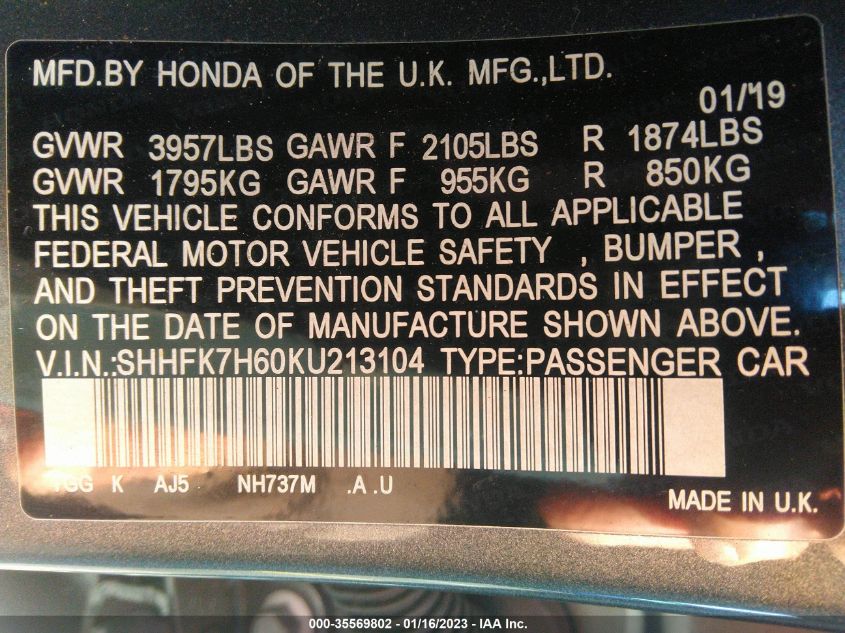 MFD.BY HONDA OF THE U.K. MFG.,LTD.
01/19
GVWR 3957LBS GAWR F 2105LBS R 1874LBS
GVWR 1795KG GAWR F 955KG R 850KG
THIS VEHICLE CONFORMS TO ALL APPLICABLE
FEDERAL MOTOR VEHICLE SAFETY , BUMPER ,
AND THEFT PREVENTION STANDARDS IN EFFECT
ON THE DATE OF MANUFACTURE SHOWN ABOVE.
V.I.N.:SHHFK7H60KU213104 TYPE:PASSENGER CAR
K AJ5 NH737M .A .U
MADE IN U.K.
000-35569802 - 01/16/2023 - IAA Inc.